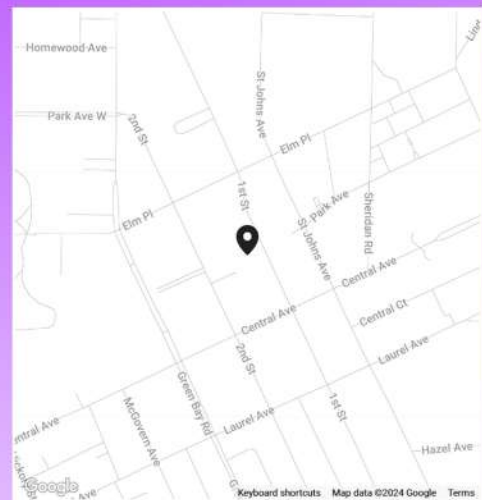 Homewood Ave
Park Ave W
2nd St
St Johns Ave
Elm Pl
1st St
Park Ave
Sheridan Rd
Elm Pl
St Johns Ave
Central Ave
Central Ct
Central Ave
2nd St
Laurel Ave
Green Bay Rd
McGovern Ave
Laurel Ave
1st St
Hazel Ave
Google
Keyboard shortcuts Map data ©2024 Google Terms